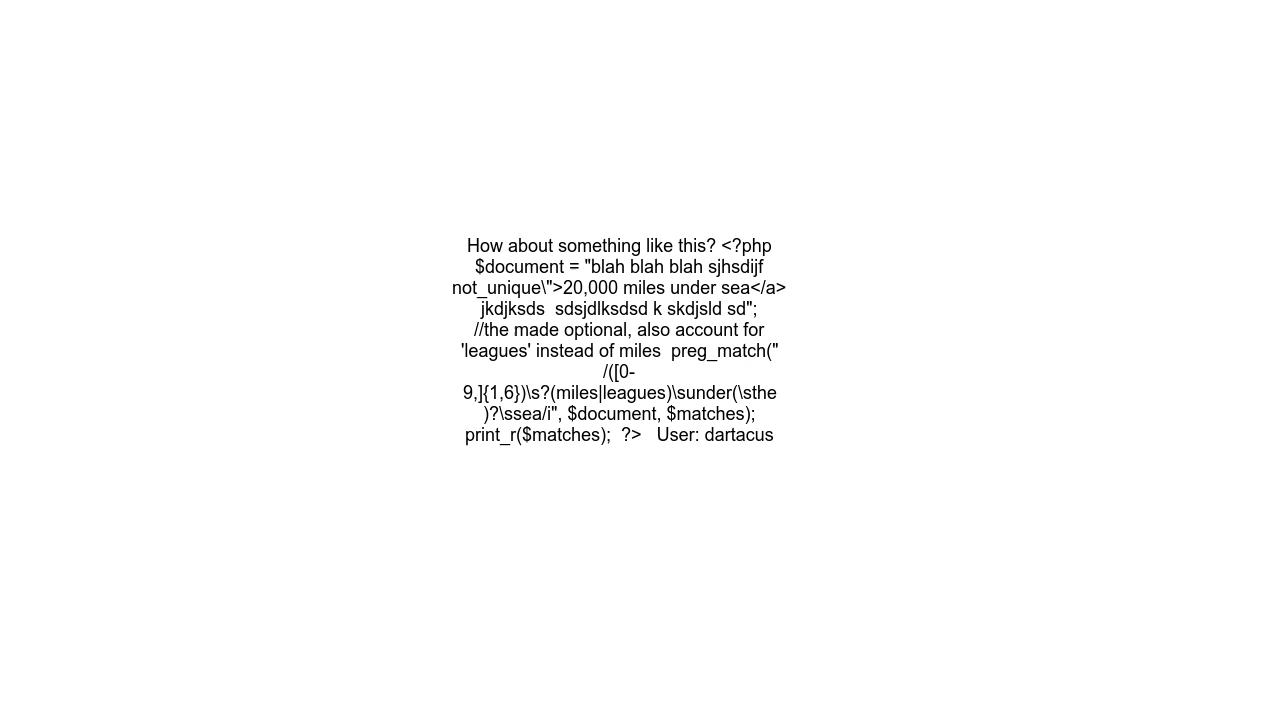 How about something like this? <?php
$document = "blah blah blah sjhsdijf
not_unique\">20,000 miles under sea</a>
jkdjksds  sdsjdlksdsd k skdjsld sd";
//the made optional, also account for
'leagues' instead of miles  preg_match("
/([0-
9,]{1,6})\s?(miles|leagues)\sunder(\sthe
)?\ssea/i", $document, $matches);
print_r($matches);  ?>   User: dartacus